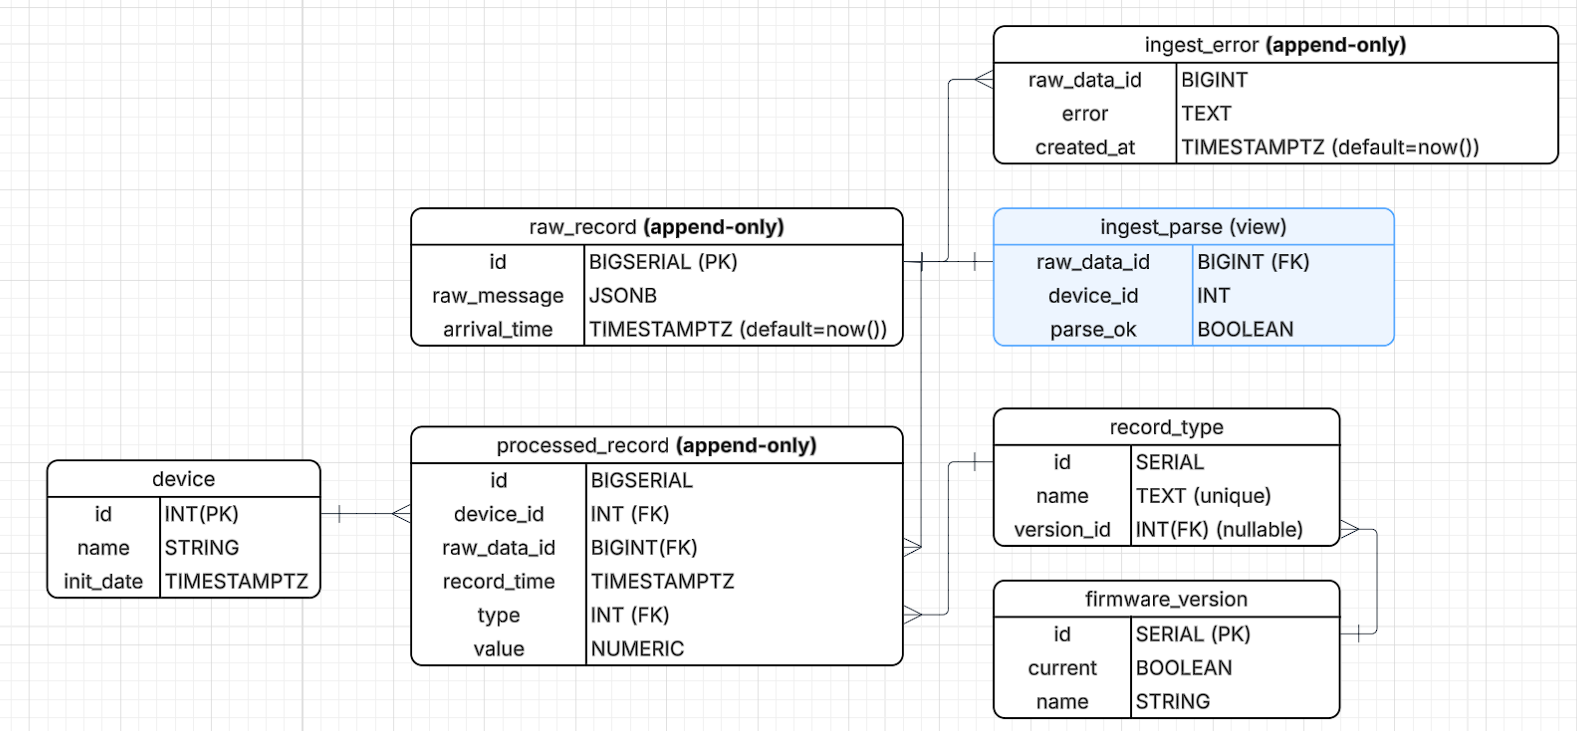 ingest_error (append-only)
raw_data_id BIGINT
error TEXT
created_at TIMESTAMPTZ (default=now())
raw_record (append-only)
id BIGSERIAL (PK)
raw_message JSONB
arrival_time TIMESTAMPTZ (default=now())
ingest_parse (view)
raw_data_id BIGINT (FK)
device_id INT
parse_ok BOOLEAN
device
id INT(PK)
name STRING
init_date TIMESTAMPTZ
processed_record (append-only)
id BIGSERIAL
device_id INT (FK)
raw_data_id BIGINT(FK)
record_time TIMESTAMPTZ
type INT (FK)
value NUMERIC
record_type
id SERIAL
name TEXT (unique)
version_id INT(FK) (nullable)
firmware_version
id SERIAL (PK)
current BOOLEAN
name STRING